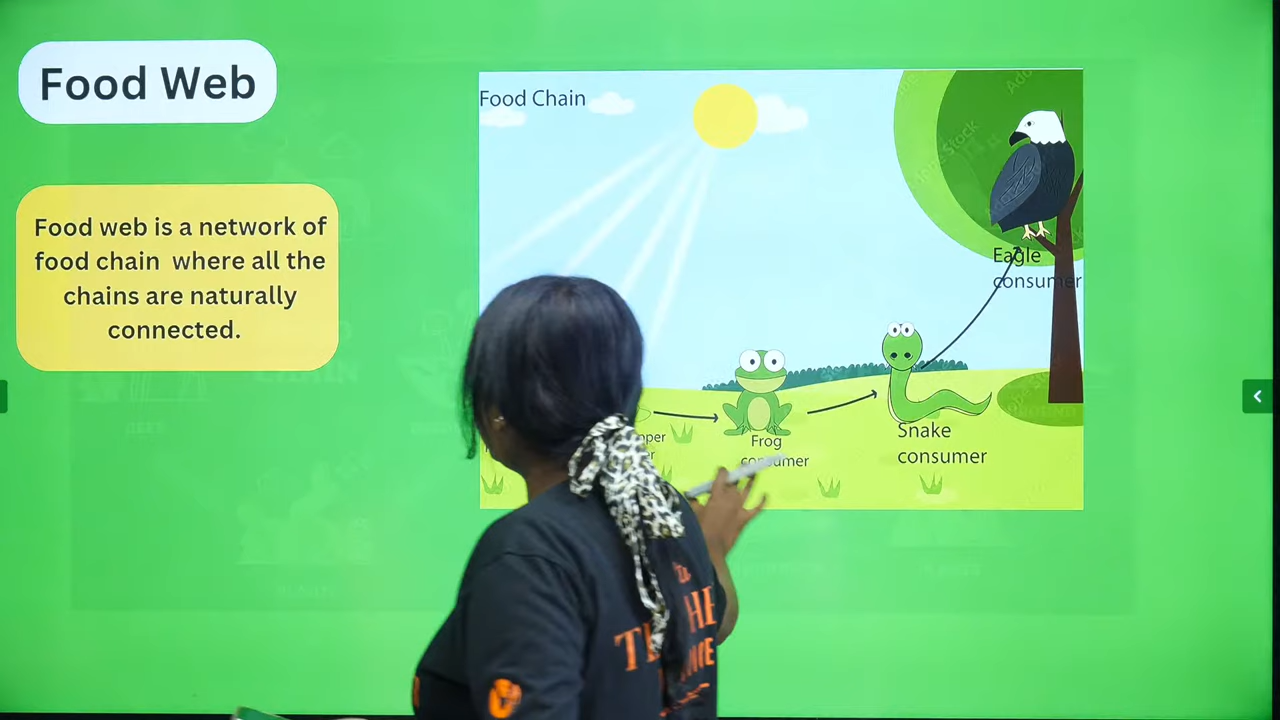 Food Web
Food web is a network of
food chain where all the
chains are naturally
connected.
Food Chain
Eagle
consumer
Frog
consumer
Snake
consumer